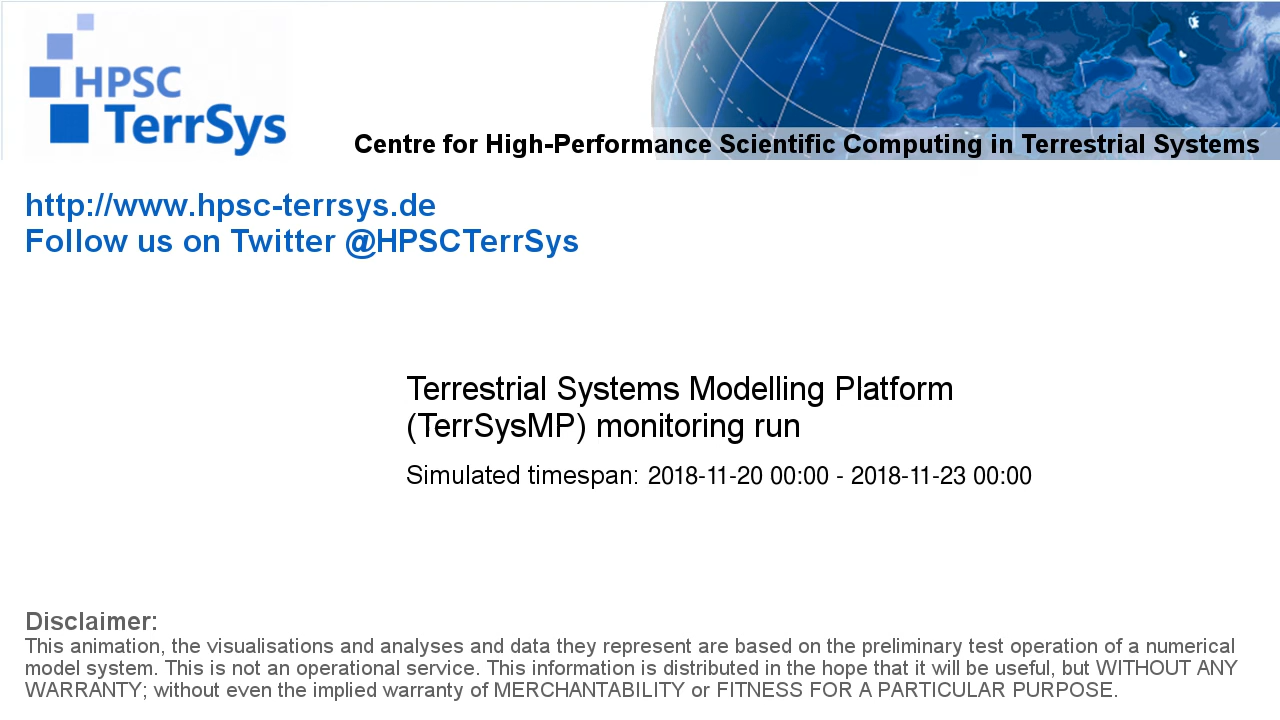 HPSC
TerrSys
Centre for High-Performance Scientific Computing in Terrestrial Systems
http://www.hpsc-terrsys.de
Follow us on Twitter @HPSCTerrSys
Terrestrial Systems Modelling Platform
(TerrSysMP) monitoring run
Simulated timespan: 2018-11-20 00:00 - 2018-11-23 00:00
Disclaimer:
This animation, the visualisations and analyses and data they represent are based on the preliminary test operation of a numerical
model system. This is not an operational service. This information is distributed in the hope that it will be useful, but WITHOUT ANY
WARRANTY; without even the implied warranty of MERCHANTABILITY or FITNESS FOR A PARTICULAR PURPOSE.